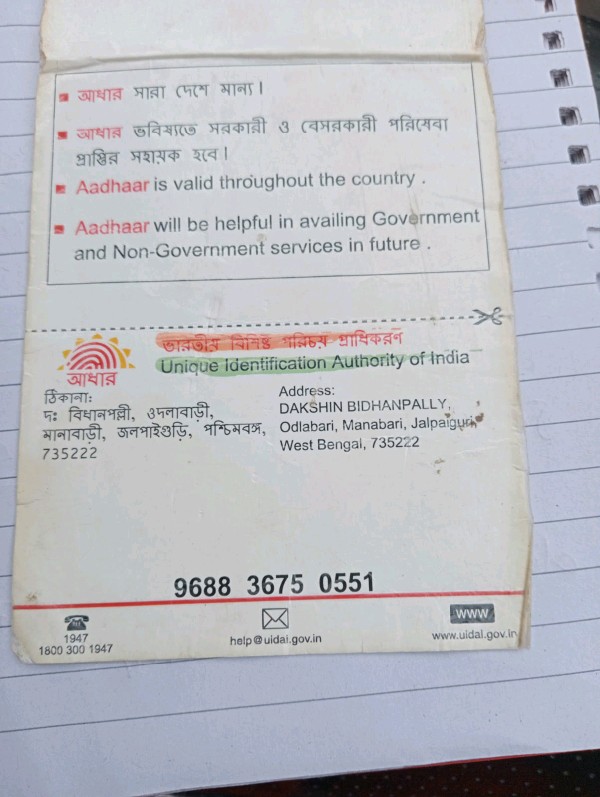 আধার সারা দেশে মান্য।
আধার ভবিষ্যতে সরকারী ও বেসরকারী পরিষেবা
প্রাপ্তির সহায়ক হবে।
Aadhaar is valid throughout the country .
Aadhaar will be helpful in availing Government
and Non-Government services in future .
ভারতীয় বিশিষ্ট পরিচয় প্রাধিকরণ
Unique Identification Authority of India
আধার
ঠিকানা:
দ: বিধানপল্লী, ওদলাবাড়ী,
মানাবাড়ী, জলপাইগুড়ি, পশ্চিমবঙ্গ,
735222
Address:
DAKSHIN BIDHANPALLY,
Odlabari, Manabari, Jalpaiguri,
West Bengal, 735222
9688 3675 0551
1947
1800 300 1947
help@uidai.gov.in
WWW
www.uidai.gov.in